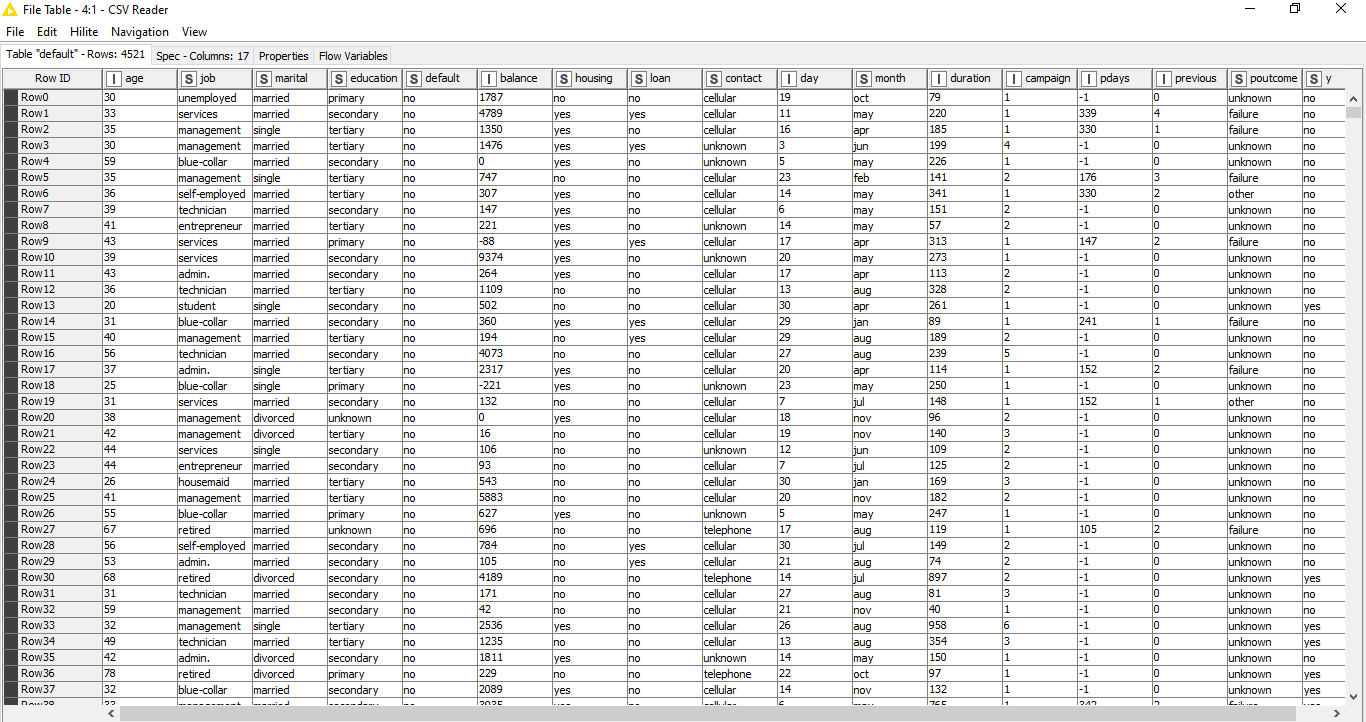 File Table - 4:1 - CSV Reader
File Edit Hilite Navigation View
Table "default" - Rows: 4521 Spec - Columns: 17 Properties Flow Variables
Row ID I age S job S marital S education S default I balance S housing S loan S contact I day S month I duration I campaign I pdays I previous S poutcome S y
Row0 30 unemployed married primary no 1787 no no cellular 19 oct 79 1 -1 0 unknown no
Row1 33 services married secondary no 4789 yes yes cellular 11 may 220 1 339 4 failure no
Row2 35 management single tertiary no 1350 yes no cellular 16 apr 185 1 330 1 failure no
Row3 30 management married tertiary no 1476 yes yes unknown 3 jun 199 4 -1 0 unknown no
Row4 59 blue-collar married secondary no 0 yes no unknown 5 may 226 1 -1 0 unknown no
Row5 35 management single tertiary no 747 no no cellular 23 feb 141 2 176 3 failure no
Row6 36 self-employed married tertiary no 307 yes no cellular 14 may 341 1 330 2 other no
Row7 39 technician married secondary no 147 yes no cellular 6 may 151 2 -1 0 unknown no
Row8 41 entrepreneur married tertiary no 221 yes no unknown 14 may 57 2 -1 0 unknown no
Row9 43 services married primary no -88 yes yes cellular 17 apr 313 1 147 2 failure no
Row10 39 services married secondary no 9374 yes no unknown 20 may 273 1 -1 0 unknown no
Row11 43 admin. married secondary no 264 yes no cellular 17 apr 113 2 -1 0 unknown no
Row12 36 technician married tertiary no 1109 no no cellular 13 aug 328 2 -1 0 unknown no
Row13 20 student single secondary no 502 no no cellular 30 apr 261 1 -1 0 unknown yes
Row14 31 blue-collar married secondary no 360 yes yes cellular 29 jan 89 1 241 1 failure no
Row15 40 management married tertiary no 194 no yes cellular 29 aug 189 2 -1 0 unknown no
Row16 56 technician married secondary no 4073 no no cellular 27 aug 239 5 -1 0 unknown no
Row17 37 admin. single tertiary no 2317 yes no cellular 20 apr 114 1 152 2 failure no
Row18 25 blue-collar single primary no -221 yes no unknown 23 may 250 1 -1 0 unknown no
Row19 31 services married secondary no 132 no no cellular 7 jul 148 1 152 1 other no
Row20 38 management divorced unknown no 0 yes no cellular 18 nov 96 2 -1 0 unknown no
Row21 42 management divorced tertiary no 16 no no cellular 19 nov 140 3 -1 0 unknown no
Row22 44 services single secondary no 106 no no unknown 12 jun 109 2 -1 0 unknown no
Row23 44 entrepreneur married secondary no 93 no no cellular 7 jul 125 2 -1 0 unknown no
Row24 26 housemaid married tertiary no 543 no no cellular 30 jan 169 3 -1 0 unknown no
Row25 41 management married tertiary no 5883 no no cellular 20 nov 182 2 -1 0 unknown no
Row26 55 blue-collar married primary no 627 yes no unknown 5 may 247 1 -1 0 unknown no
Row27 67 retired married unknown no 696 no no telephone 17 aug 119 1 105 2 failure no
Row28 56 self-employed married secondary no 784 no yes cellular 30 jul 149 2 -1 0 unknown no
Row29 53 admin. married secondary no 105 no yes cellular 21 aug 74 2 -1 0 unknown no
Row30 68 retired divorced secondary no 4189 no no telephone 14 jul 897 2 -1 0 unknown yes
Row31 31 technician married secondary no 171 no no cellular 27 aug 81 3 -1 0 unknown no
Row32 59 management married secondary no 42 no no cellular 21 nov 40 1 -1 0 unknown no
Row33 32 management single tertiary no 2536 yes no cellular 26 aug 958 6 -1 0 unknown yes
Row34 49 technician married tertiary no 1235 no no cellular 13 aug 354 3 -1 0 unknown yes
Row35 42 admin. divorced secondary no 1811 yes no unknown 14 may 150 1 -1 0 unknown no
Row36 78 retired divorced primary no 229 no no telephone 22 oct 97 1 -1 0 unknown yes
Row37 32 blue-collar married secondary no 2089 yes no cellular 14 nov 132 1 -1 0 unknown yes